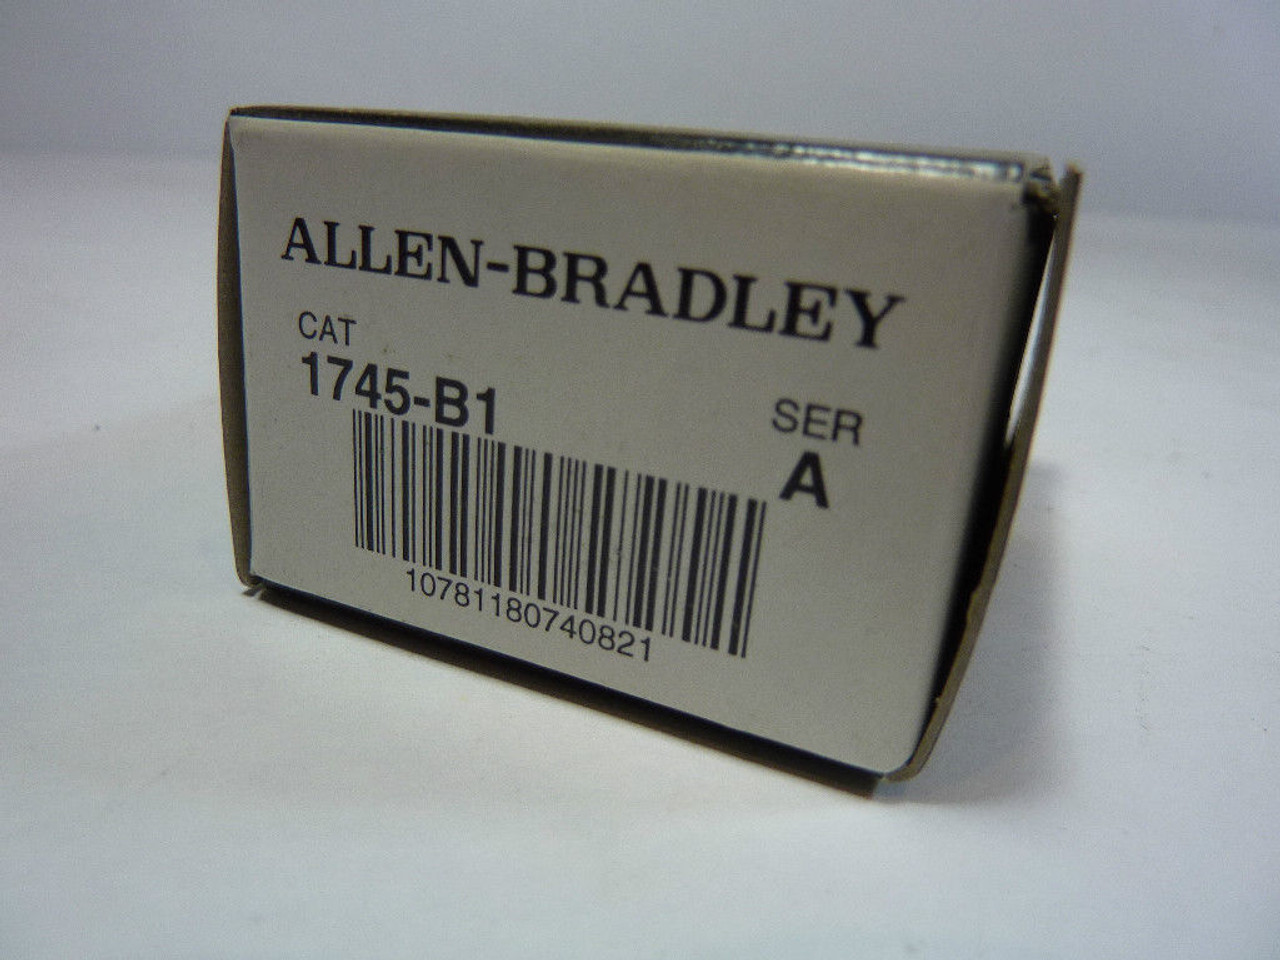 ALLEN-BRADLEY
CAT
1745-B1
SER
A
10781180740821